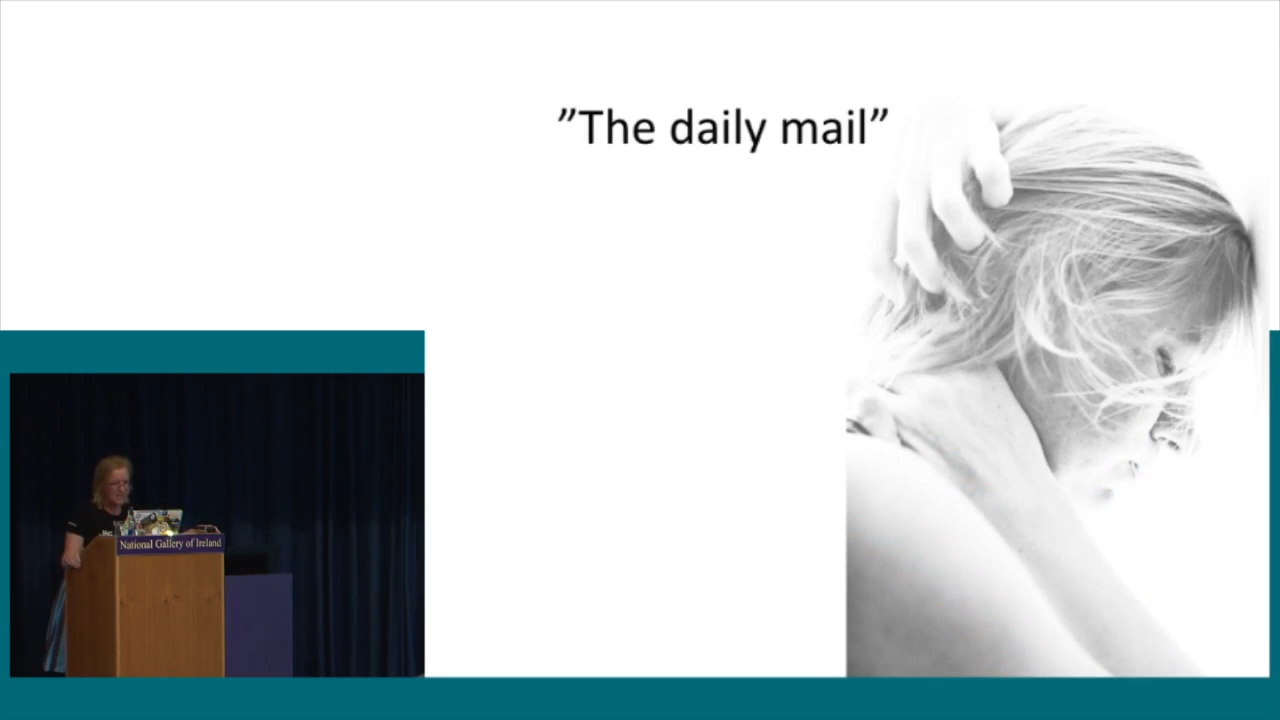 ”The daily mail”
National Gallery of Ireland